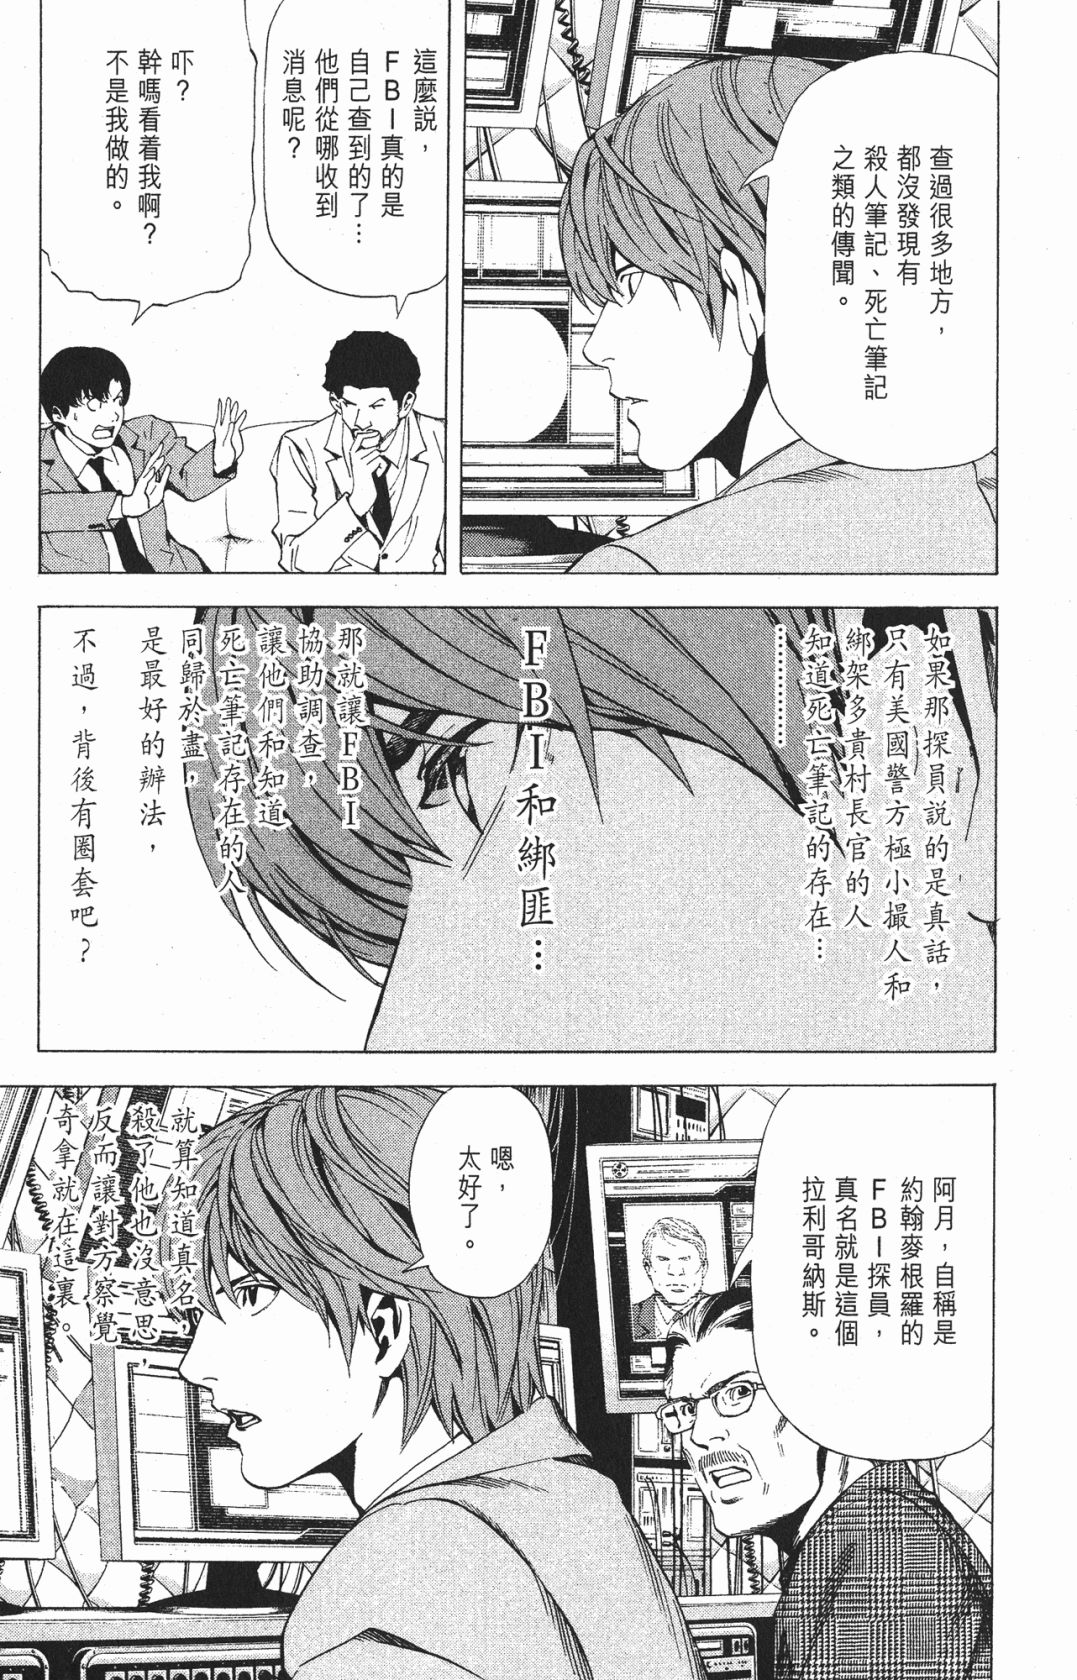 查過很多地方，
都沒發現有
殺人筆記、死亡筆記
之類的傳聞。
這麼説，
FBI真的是
自己查到的了…
他們從哪收到
消息呢？
吓？
幹嗎看着我啊？
不是我做的。
如果那探員説的是真話，
只有美國警方極小撮人和
綁架多貴村長官的人
知道死亡筆記的存在…
…………
FBI和綁匪…
那就讓FBI
協助調查，
讓他們和知道
死亡筆記存在的人
同歸於盡，
是最好的辦法，
不過，背後有圈套吧？
阿月，自稱是
約翰麥根羅的
FBI探員，
真名就是這個
拉利哥納斯。
嗯，
太好了。
就算知道真名，
殺了他也沒意思，
反而讓對方察覺
奇拿就在這裏。